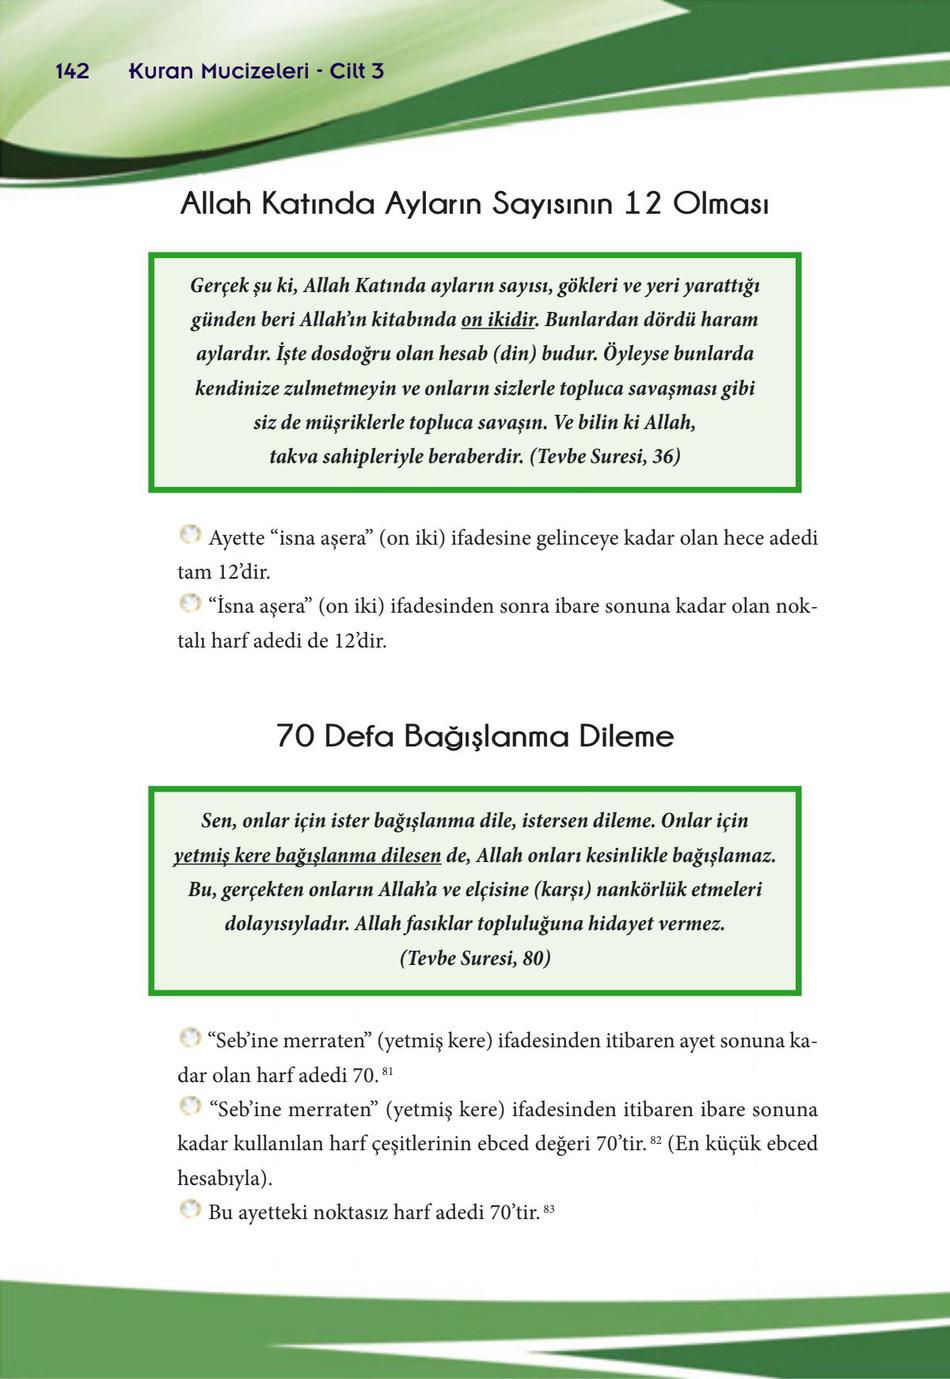 142 Kuran Mucizeleri - Cilt 3
Allah Katında Ayların Sayısının 12 Olması
Gerçek şu ki, Allah Katında ayların sayısı, gökleri ve yeri yarattığı
günden beri Allah’ın kitabında on ikidir. Bunlardan dördü haram
aylardır. İşte dosdoğru olan hesab (din) budur. Öyleyse bunlarda
kendinize zulmetmeyin ve onların sizlerle topluca savaşması gibi
siz de müşriklerle topluca savaşın. Ve bilin ki Allah,
takva sahipleriyle beraberdir. (Tevbe Suresi, 36)
Ayette “isna aşera” (on iki) ifadesine gelinceye kadar olan hece adedi
tam 12’dir.
“İsna aşera” (on iki) ifadesinden sonra ibare sonuna kadar olan nok-
talı harf adedi de 12’dir.
70 Defa Bağışlanma Dileme
Sen, onlar için ister bağışlanma dile, istersen dileme. Onlar için
yetmiş kere bağışlanma dilesen de, Allah onları kesinlikle bağışlamaz.
Bu, gerçekten onların Allah’a ve elçisine (karşı) nankörlük etmeleri
dolayısıyladır. Allah fasıklar topluluğuna hidayet vermez.
(Tevbe Suresi, 80)
“Seb’ine merraten” (yetmiş kere) ifadesinden itibaren ayet sonuna ka-
dar olan harf adedi 70. 81
“Seb’ine merraten” (yetmiş kere) ifadesinden itibaren ibare sonuna
kadar kullanılan harf çeşitlerinin ebced değeri 70’tir. 82 (En küçük ebced
hesabıyla).
Bu ayetteki noktasız harf adedi 70’tir. 83